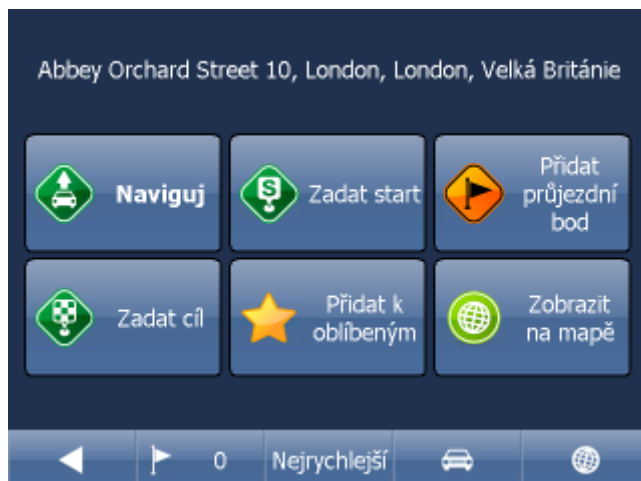 Abbey Orchard Street 10, London, London, Velká Británie
Naviguj
Zadat start
Přidat
průjezdní
bod
Zadat cíl
Přidat k
oblíbeným
Zobrazit
na mapě
0
Nejrychlejší